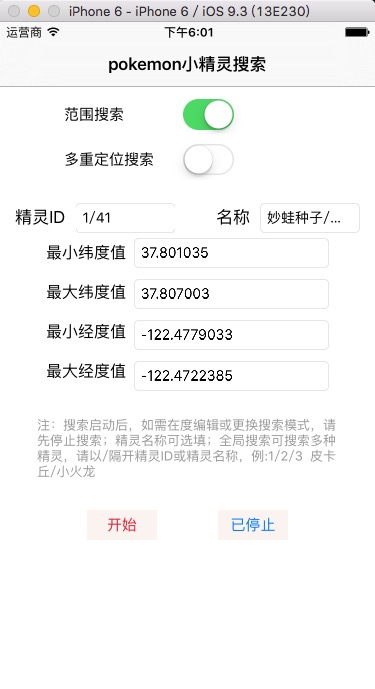 iPhone 6 - iPhone 6 / iOS 9.3 (13E230)
运营商 下午6:01
pokemon小精灵搜索
范围搜索
多重定位搜索
精灵ID 1/41 名称 妙蛙种子/...
最小纬度值 37.801035
最大纬度值 37.807003
最小经度值 -122.4779033
最大经度值 -122.4722385
注：搜索启动后，如需在度编辑或更换搜索模式，请
先停止搜索；精灵名称可选填；全局搜索可搜索多种
精灵，请以/隔开精灵ID或精灵名称，例:1/2/3 皮卡
丘/小火龙
开始 已停止